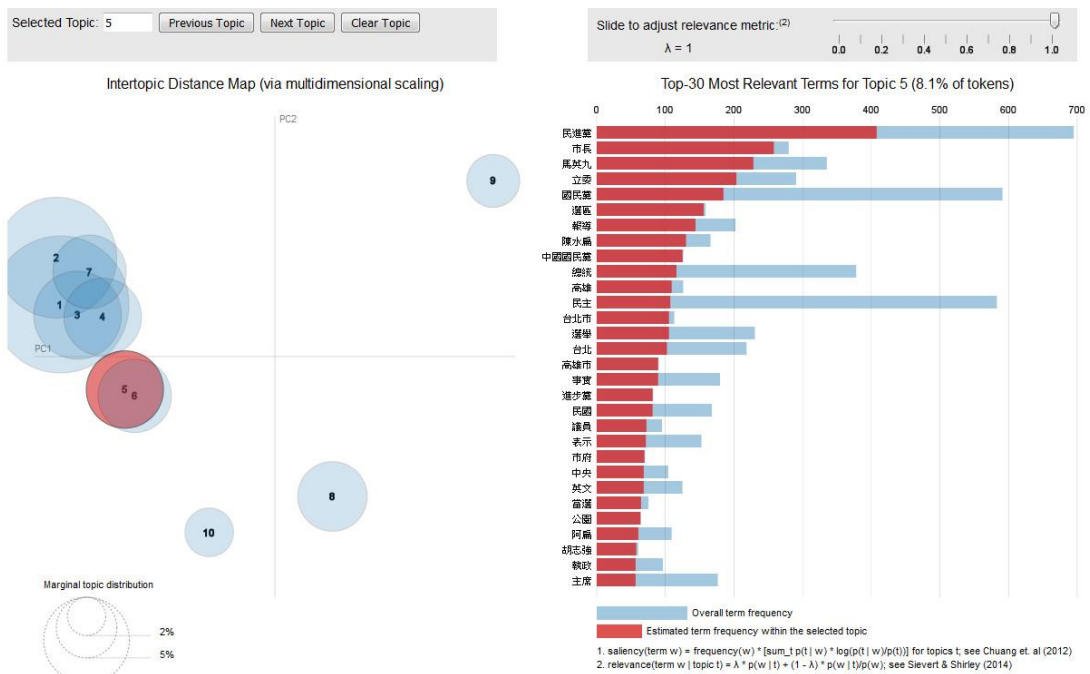 Selected Topic: 5 Previous Topic Next Topic Clear Topic
Slide to adjust relevance metric:(2)
λ = 1
0.0 0.2 0.4 0.6 0.8 1.0
Intertopic Distance Map (via multidimensional scaling)
PC2
PC1
9
2
7
1
3
4
5
6
8
10
Marginal topic distribution
2%
5%
Top-30 Most Relevant Terms for Topic 5 (8.1% of tokens)
0 100 200 300 400 500 600 700
民進黨
市長
馬英九
立委
國民黨
選區
報導
陳水扁
中國國民黨
總統
高雄
民主
台北市
選舉
台北
高雄市
事實
進步黨
民國
議員
表示
市府
中央
英文
當選
公園
阿扁
胡志強
執政
主席
Overall term frequency
Estimated term frequency within the selected topic
1. saliency(term w) = frequency(w) * [sum_t p(t | w) * log(p(t | w)/p(t))] for topics t; see Chuang et. al (2012)
2. relevance(term w | topic t) = λ * p(w | t) + (1 - λ) * p(w | t)/p(w); see Sievert & Shirley (2014)